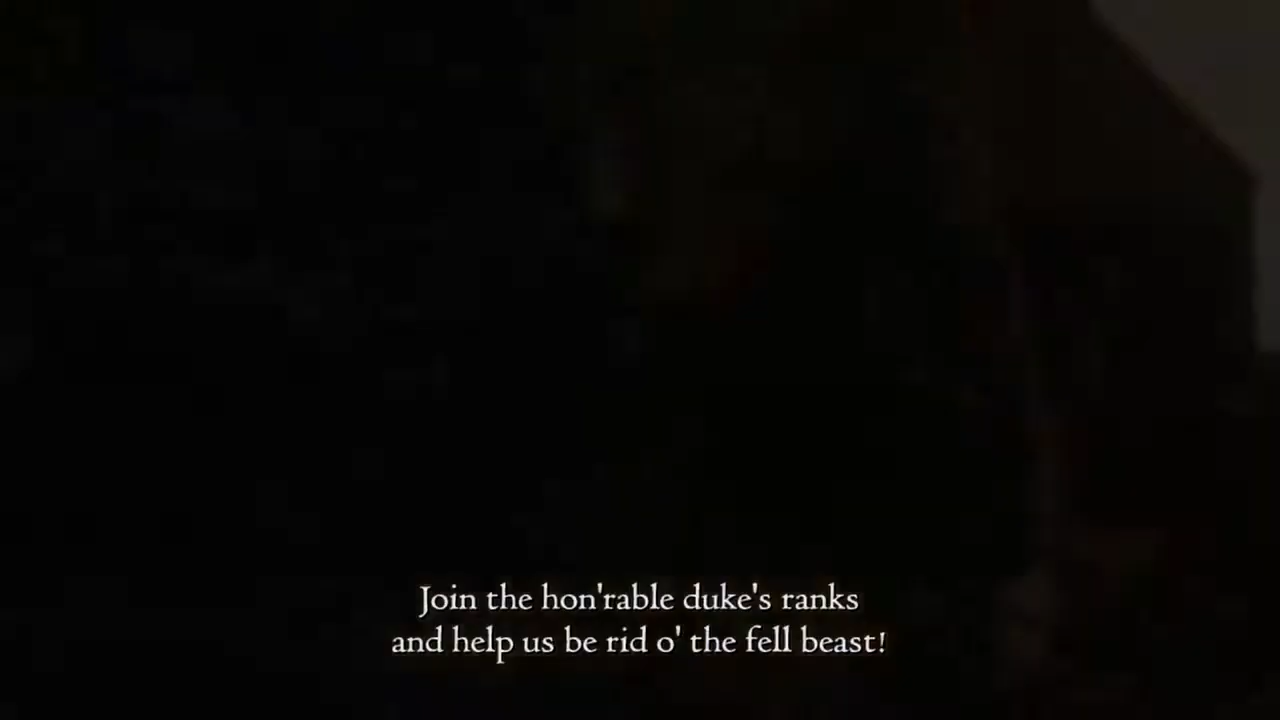 Join the hon'rable duke's ranks
and help us be rid o' the fell beast!